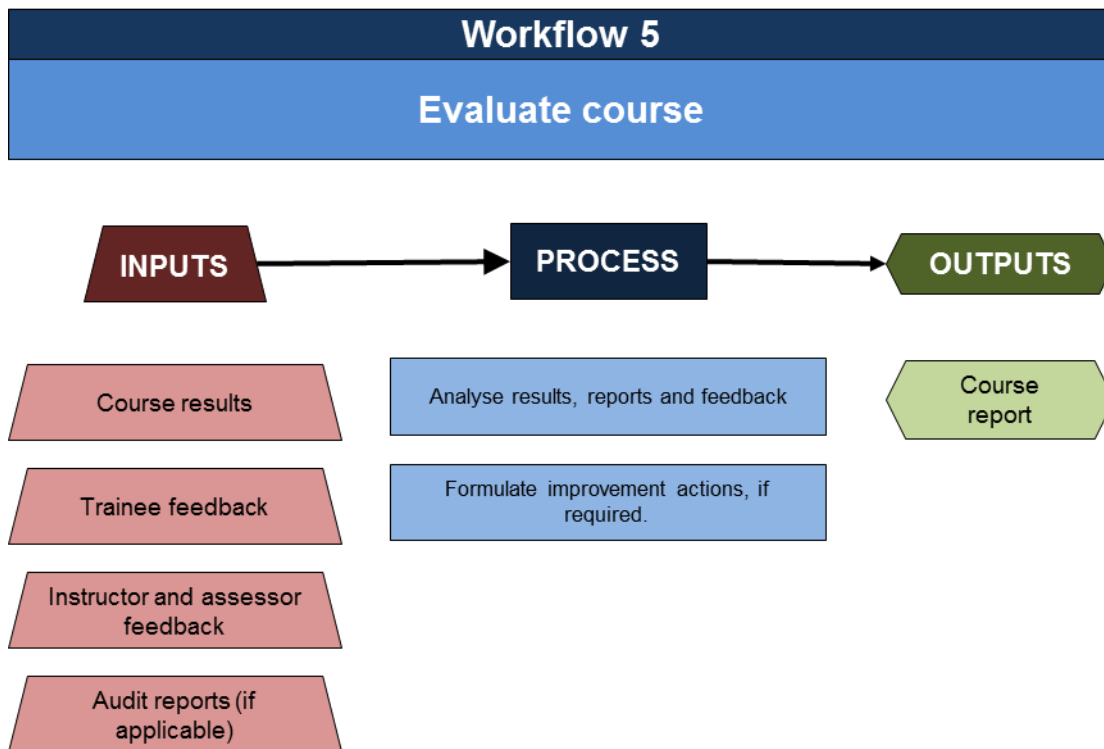 Workflow 5
Evaluate course
INPUTS
PROCESS
OUTPUTS
Course results
Analyse results, reports and feedback
Course
report
Trainee feedback
Formulate improvement actions, if
required.
Instructor and assessor
feedback
Audit reports (if
applicable)